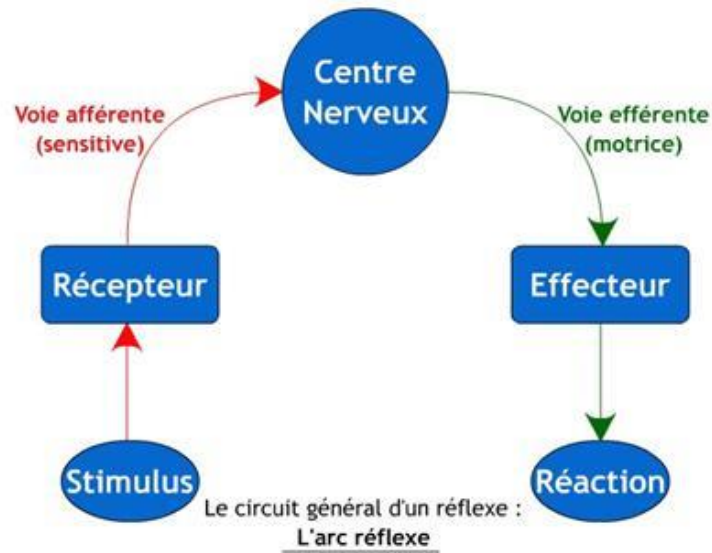 Centre
Nerveux
Voie afférente
(sensitive)
Voie efférente
(motrice)
Récepteur
Effecteur
Stimulus
Réaction
Le circuit général d'un réflexe :
L'arc réflexe